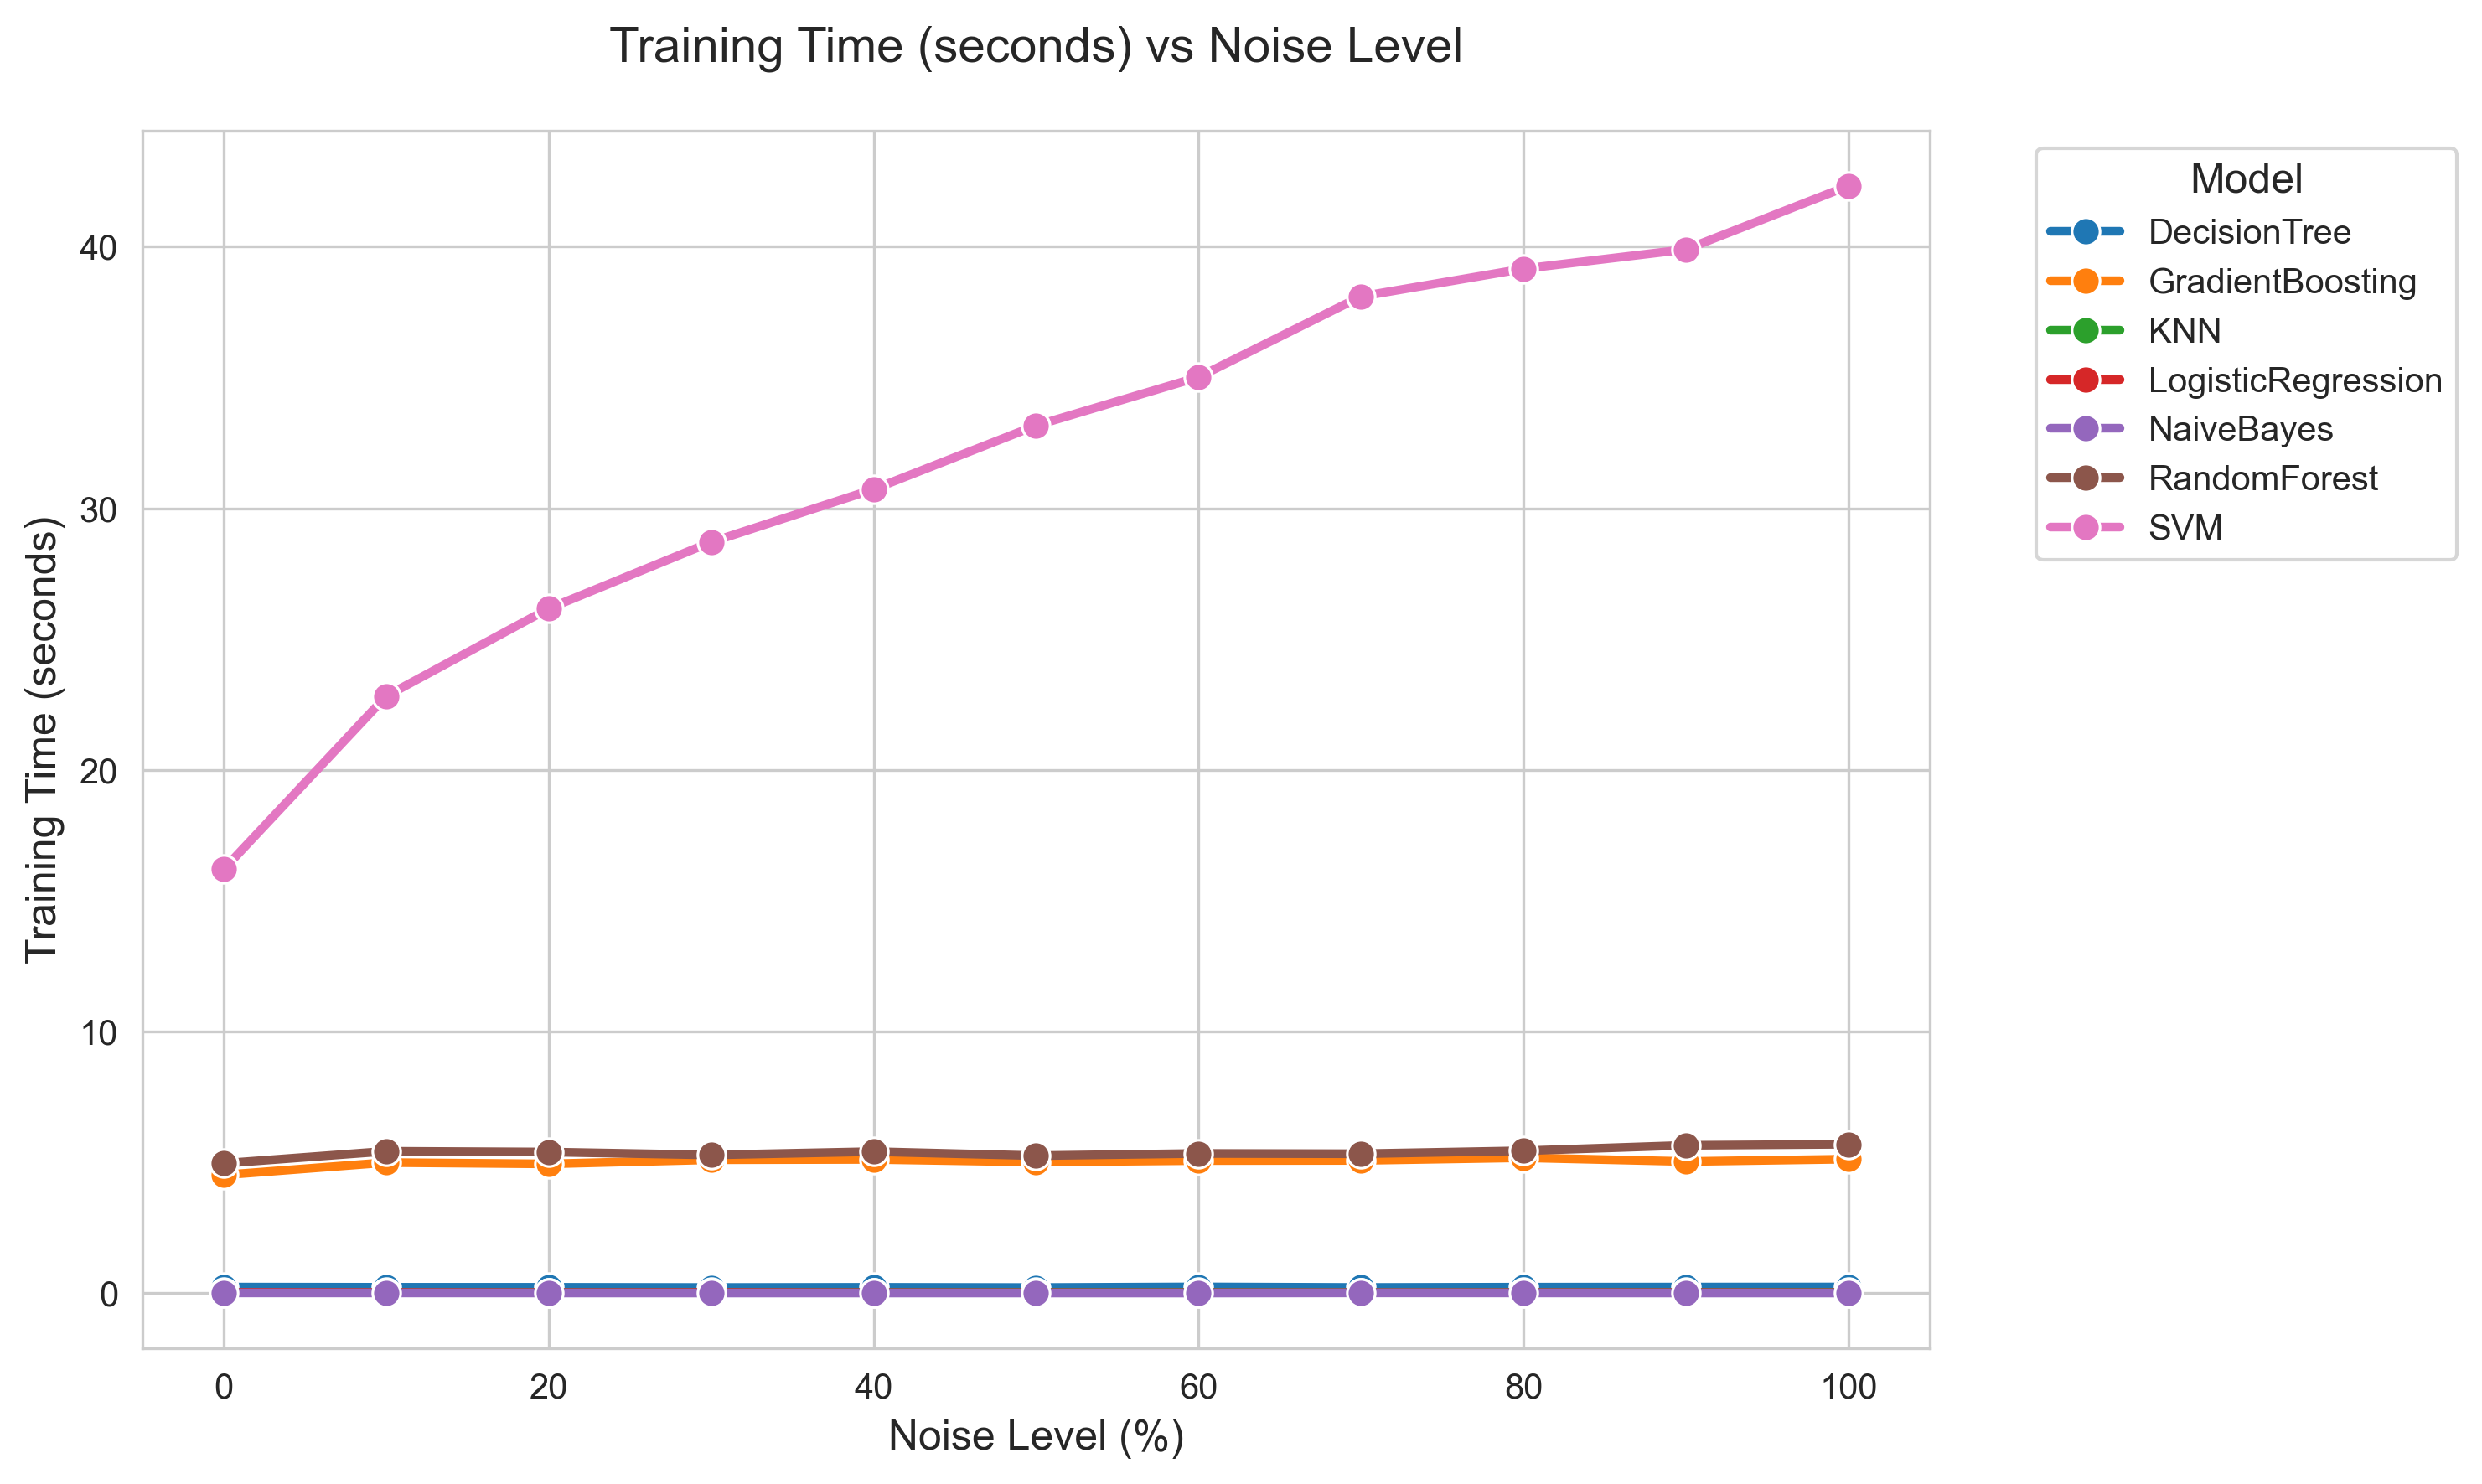 Training Time (seconds) vs Noise Level
Training Time (seconds)
40
30
20
10
0
0 20 40 60 80 100
Noise Level (%)
Model
DecisionTree
GradientBoosting
KNN
LogisticRegression
NaiveBayes
RandomForest
SVM